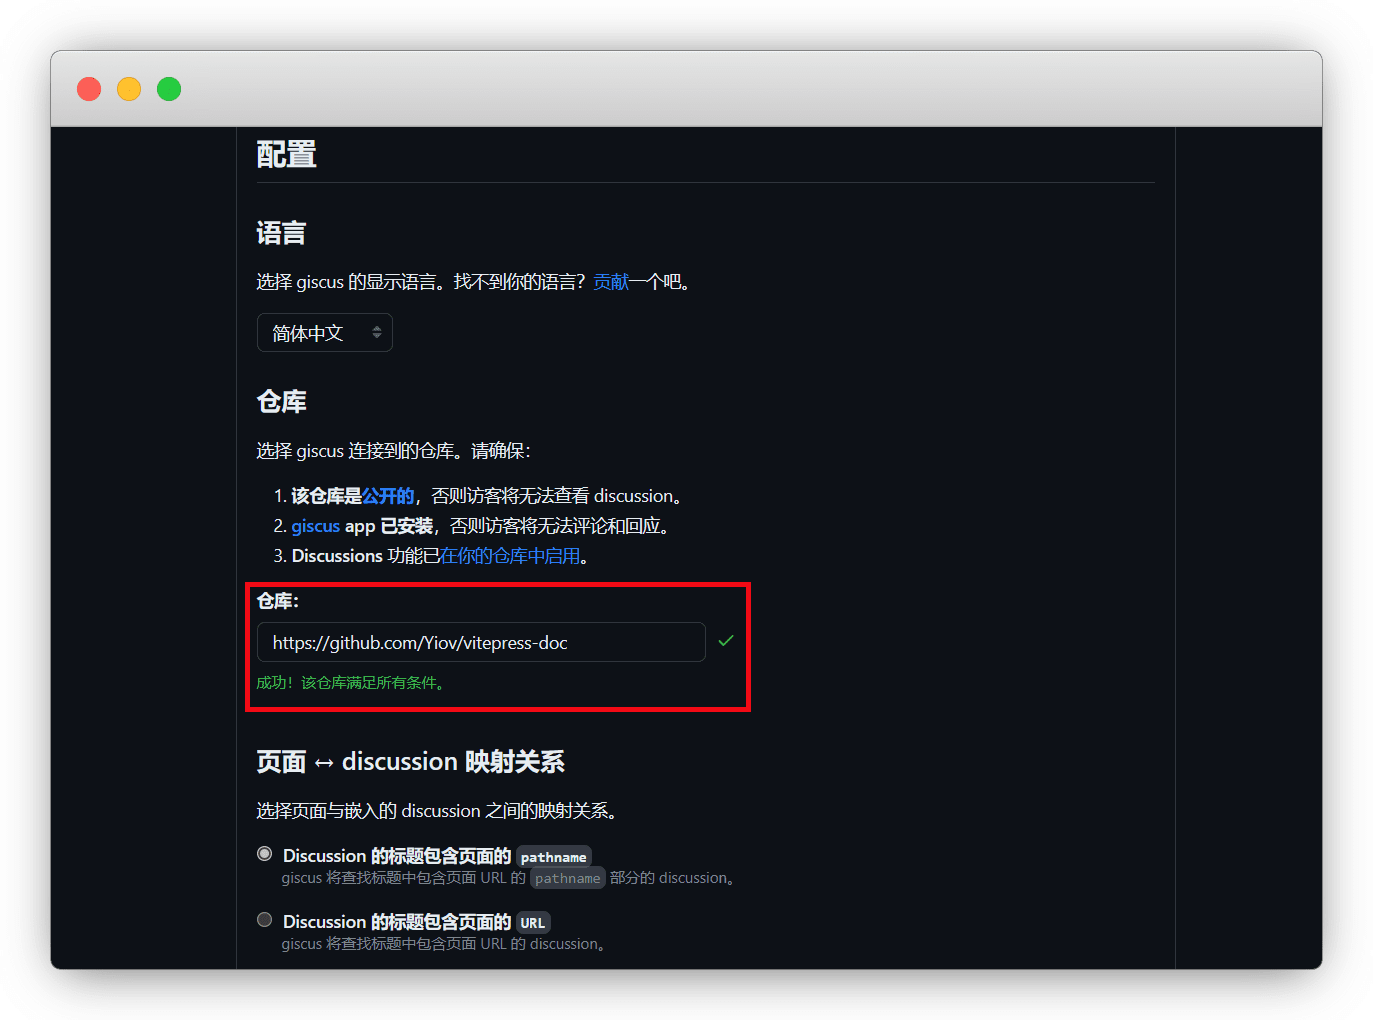 配置
语言
选择 giscus 的显示语言。找不到你的语言？贡献一个吧。
简体中文
仓库
选择 giscus 连接到的仓库。请确保：
1. 该仓库是公开的，否则访客将无法查看 discussion。
2. giscus app 已安装，否则访客将无法评论和回应。
3. Discussions 功能已在你的仓库中启用。
仓库：
https://github.com/Yiov/vitepress-doc
成功！该仓库满足所有条件。
页面 ↔ discussion 映射关系
选择页面与嵌入的 discussion 之间的映射关系。
Discussion 的标题包含页面的 pathname
giscus 将查找标题中包含页面 URL 的 pathname 部分的 discussion。
Discussion 的标题包含页面的 URL
giscus 将查找标题中包含页面 URL 的 discussion。